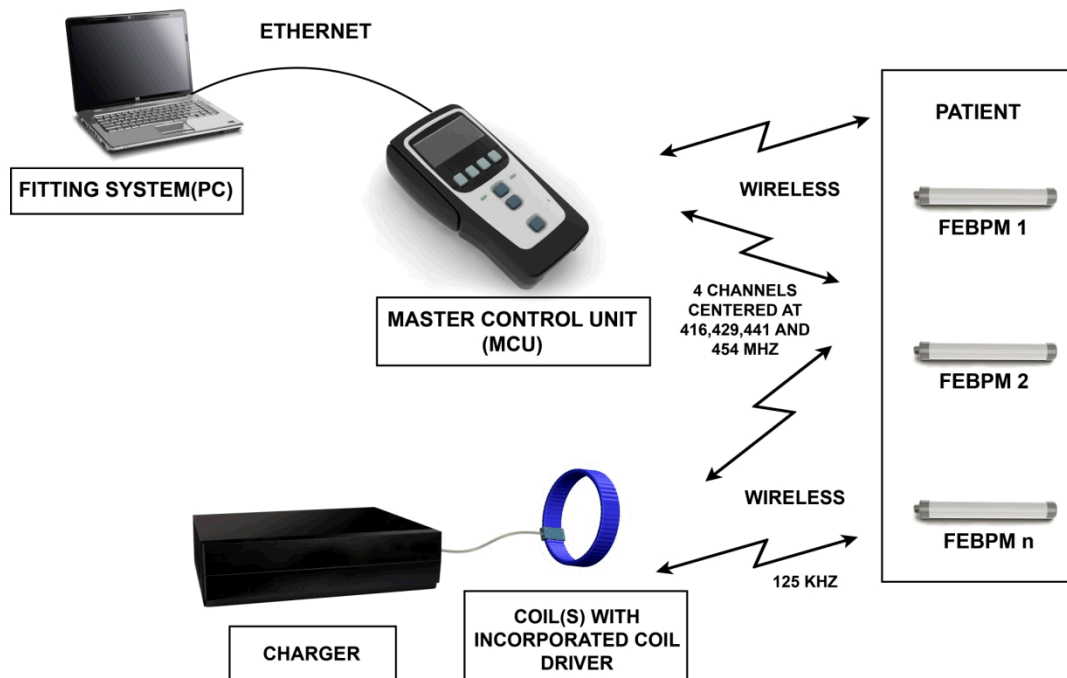 ETHERNET
FITTING SYSTEM(PC)
MASTER CONTROL UNIT
(MCU)
WIRELESS
4 CHANNELS
CENTERED AT
416,429,441 AND
454 MHZ
PATIENT
FEBPM 1
FEBPM 2
FEBPM n
WIRELESS
125 KHZ
CHARGER
COIL(S) WITH
INCORPORATED COIL
DRIVER